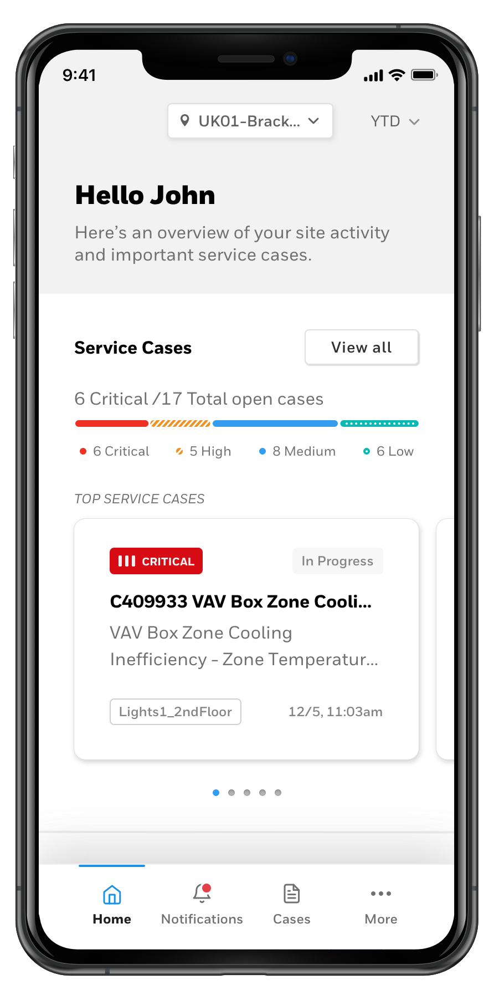 9:41
UK01-Brack... YTD
Hello John
Here’s an overview of your site activity
and important service cases.
Service Cases View all
6 Critical /17 Total open cases
6 Critical 5 High 8 Medium 6 Low
TOP SERVICE CASES
CRITICAL In Progress
C409933 VAV Box Zone Cooli...
VAV Box Zone Cooling
Inefficiency - Zone Temperatur...
Lights1_2ndFloor 12/5, 11:03am
Home Notifications Cases More